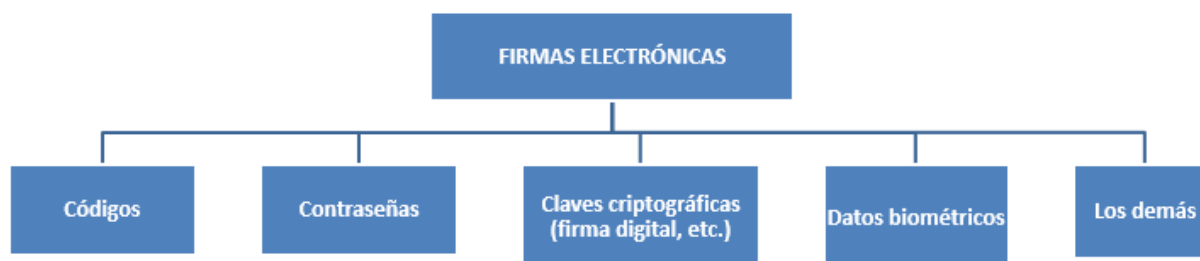 FIRMAS ELECTRÓNICAS
Códigos
Contraseñas
Claves criptográficas
(firma digital, etc.)
Datos biométricos
Los demás